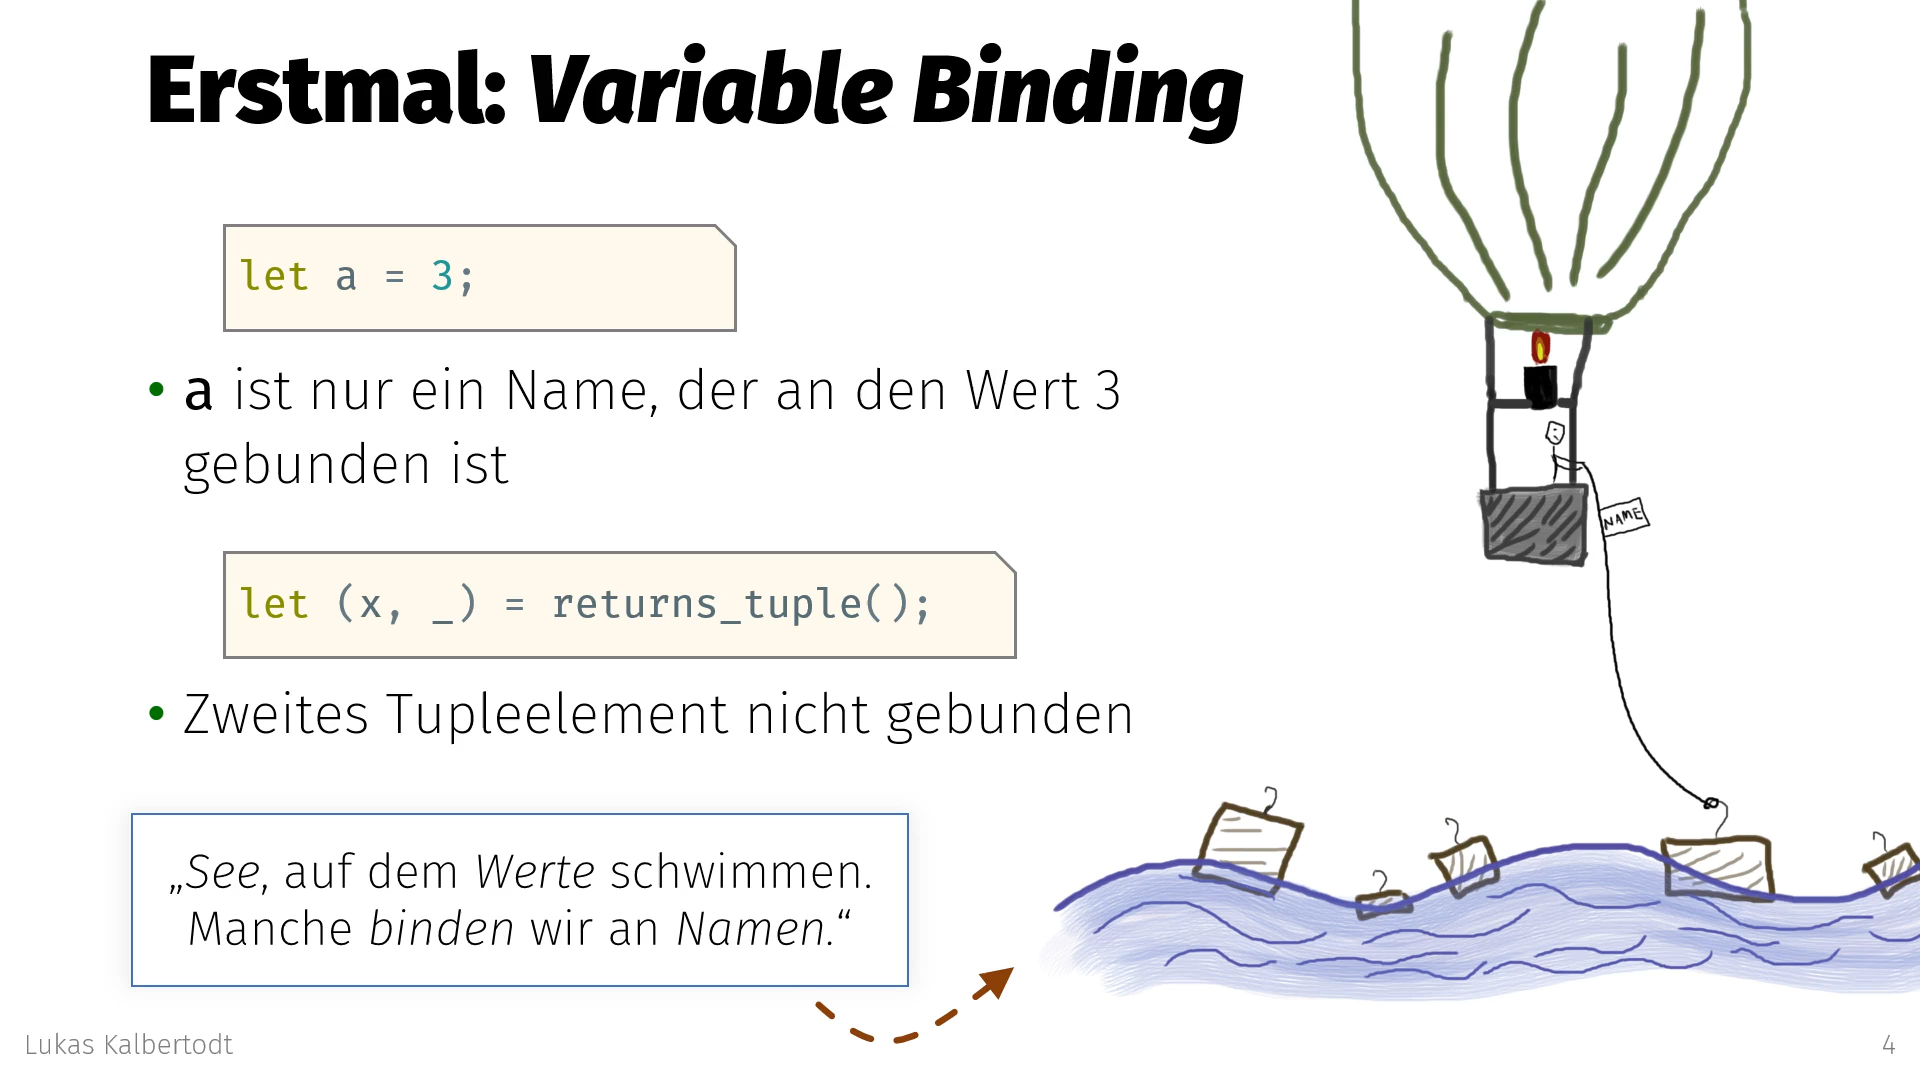 Erstmal: Variable Binding
let a = 3;
• a ist nur ein Name, der an den Wert 3
gebunden ist
NAME
let (x, _) = returns_tuple();
• Zweites Tupleelement nicht gebunden
„See, auf dem Werte schwimmen.
Manche binden wir an Namen.“
Lukas Kalbertodt
4